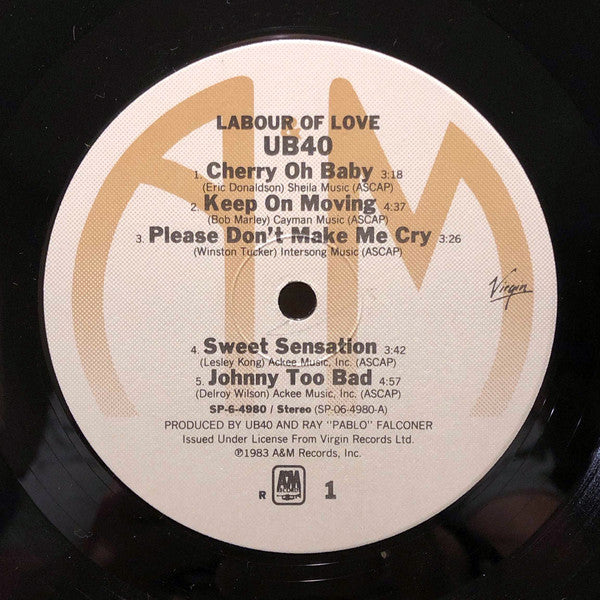 LABOUR OF LOVE
UB40
1. Cherry Oh Baby 3:18
(Eric Donaldson) Sheila Music (ASCAP)
2. Keep On Moving 4:37
(Bob Marley) Cayman Music (ASCAP)
3. Please Don't Make Me Cry 3:26
(Winston Tucker) Intersong Music (ASCAP)
Virgin
4. Sweet Sensation 3:42
(Lesley Kong) Ackee Music, Inc. (ASCAP)
5. Johnny Too Bad 4:57
(Delroy Wilson) Ackee Music, Inc. (ASCAP)
SP-6-4980 / Stereo (SP-06-4980-A)
PRODUCED BY UB40 AND RAY "PABLO" FALCONER
Issued Under License From Virgin Records Ltd.
℗1983 A&M Records, Inc.
R A&M RECORDS 1
A&M